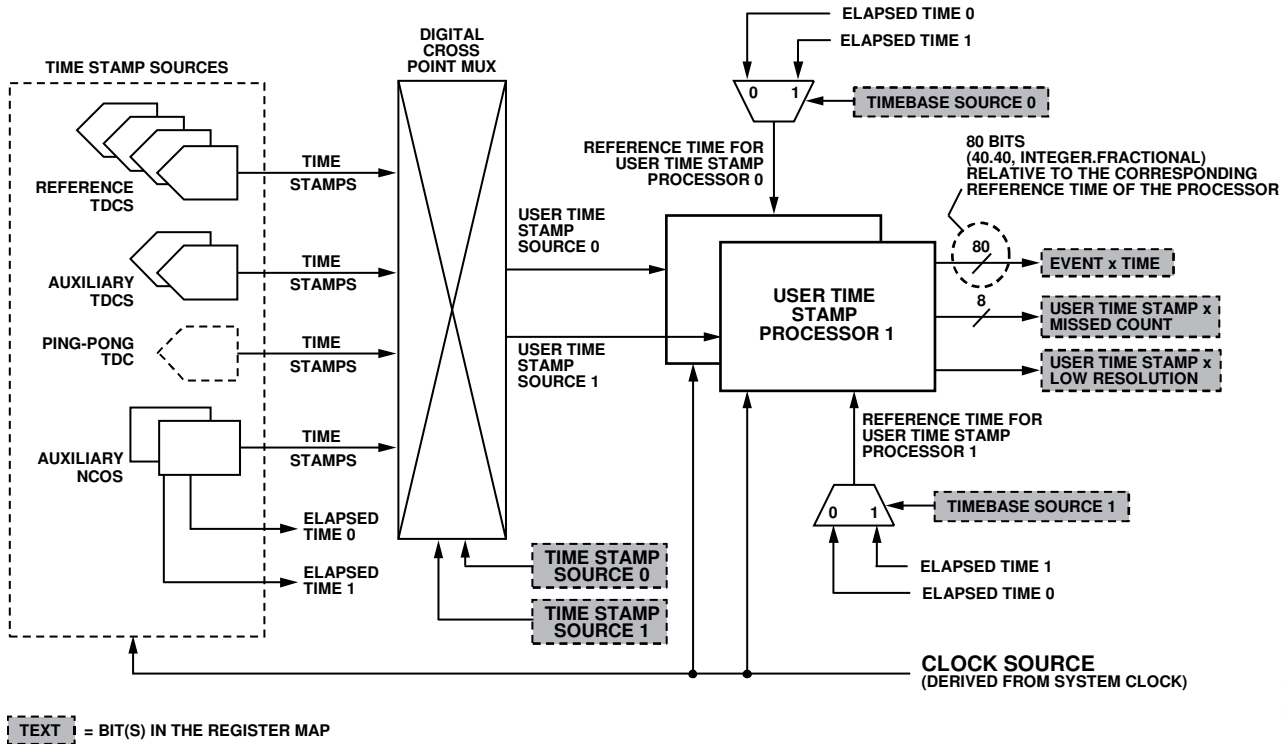 TIME STAMP SOURCES
REFERENCE
TDCS
TIME
STAMPS
AUXILIARY
TDCS
TIME
STAMPS
PING-PONG
TDC
TIME
STAMPS
AUXILIARY
NCOS
TIME
STAMPS
ELAPSED
TIME 0
ELAPSED
TIME 1
DIGITAL
CROSS
POINT MUX
USER TIME
STAMP
SOURCE 0
USER TIME
STAMP
SOURCE 1
TIME STAMP
SOURCE 0
TIME STAMP
SOURCE 1
ELAPSED TIME 0
ELAPSED TIME 1
0 1
TIMEBASE SOURCE 0
REFERENCE TIME FOR
USER TIME STAMP
PROCESSOR 0
80 BITS
(40.40, INTEGER.FRACTIONAL)
RELATIVE TO THE CORRESPONDING
REFERENCE TIME OF THE PROCESSOR
USER TIME
STAMP
PROCESSOR 1
80
EVENT x TIME
8
USER TIME STAMP x
MISSED COUNT
USER TIME STAMP x
LOW RESOLUTION
REFERENCE TIME FOR
USER TIME STAMP
PROCESSOR 1
0 1
TIMEBASE SOURCE 1
ELAPSED TIME 1
ELAPSED TIME 0
CLOCK SOURCE
(DERIVED FROM SYSTEM CLOCK)
TEXT = BIT(S) IN THE REGISTER MAP